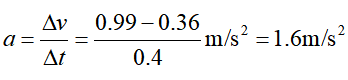 a = Δv/Δt = (0.99 − 0.36)/0.4 m/s² = 1.6m/s²